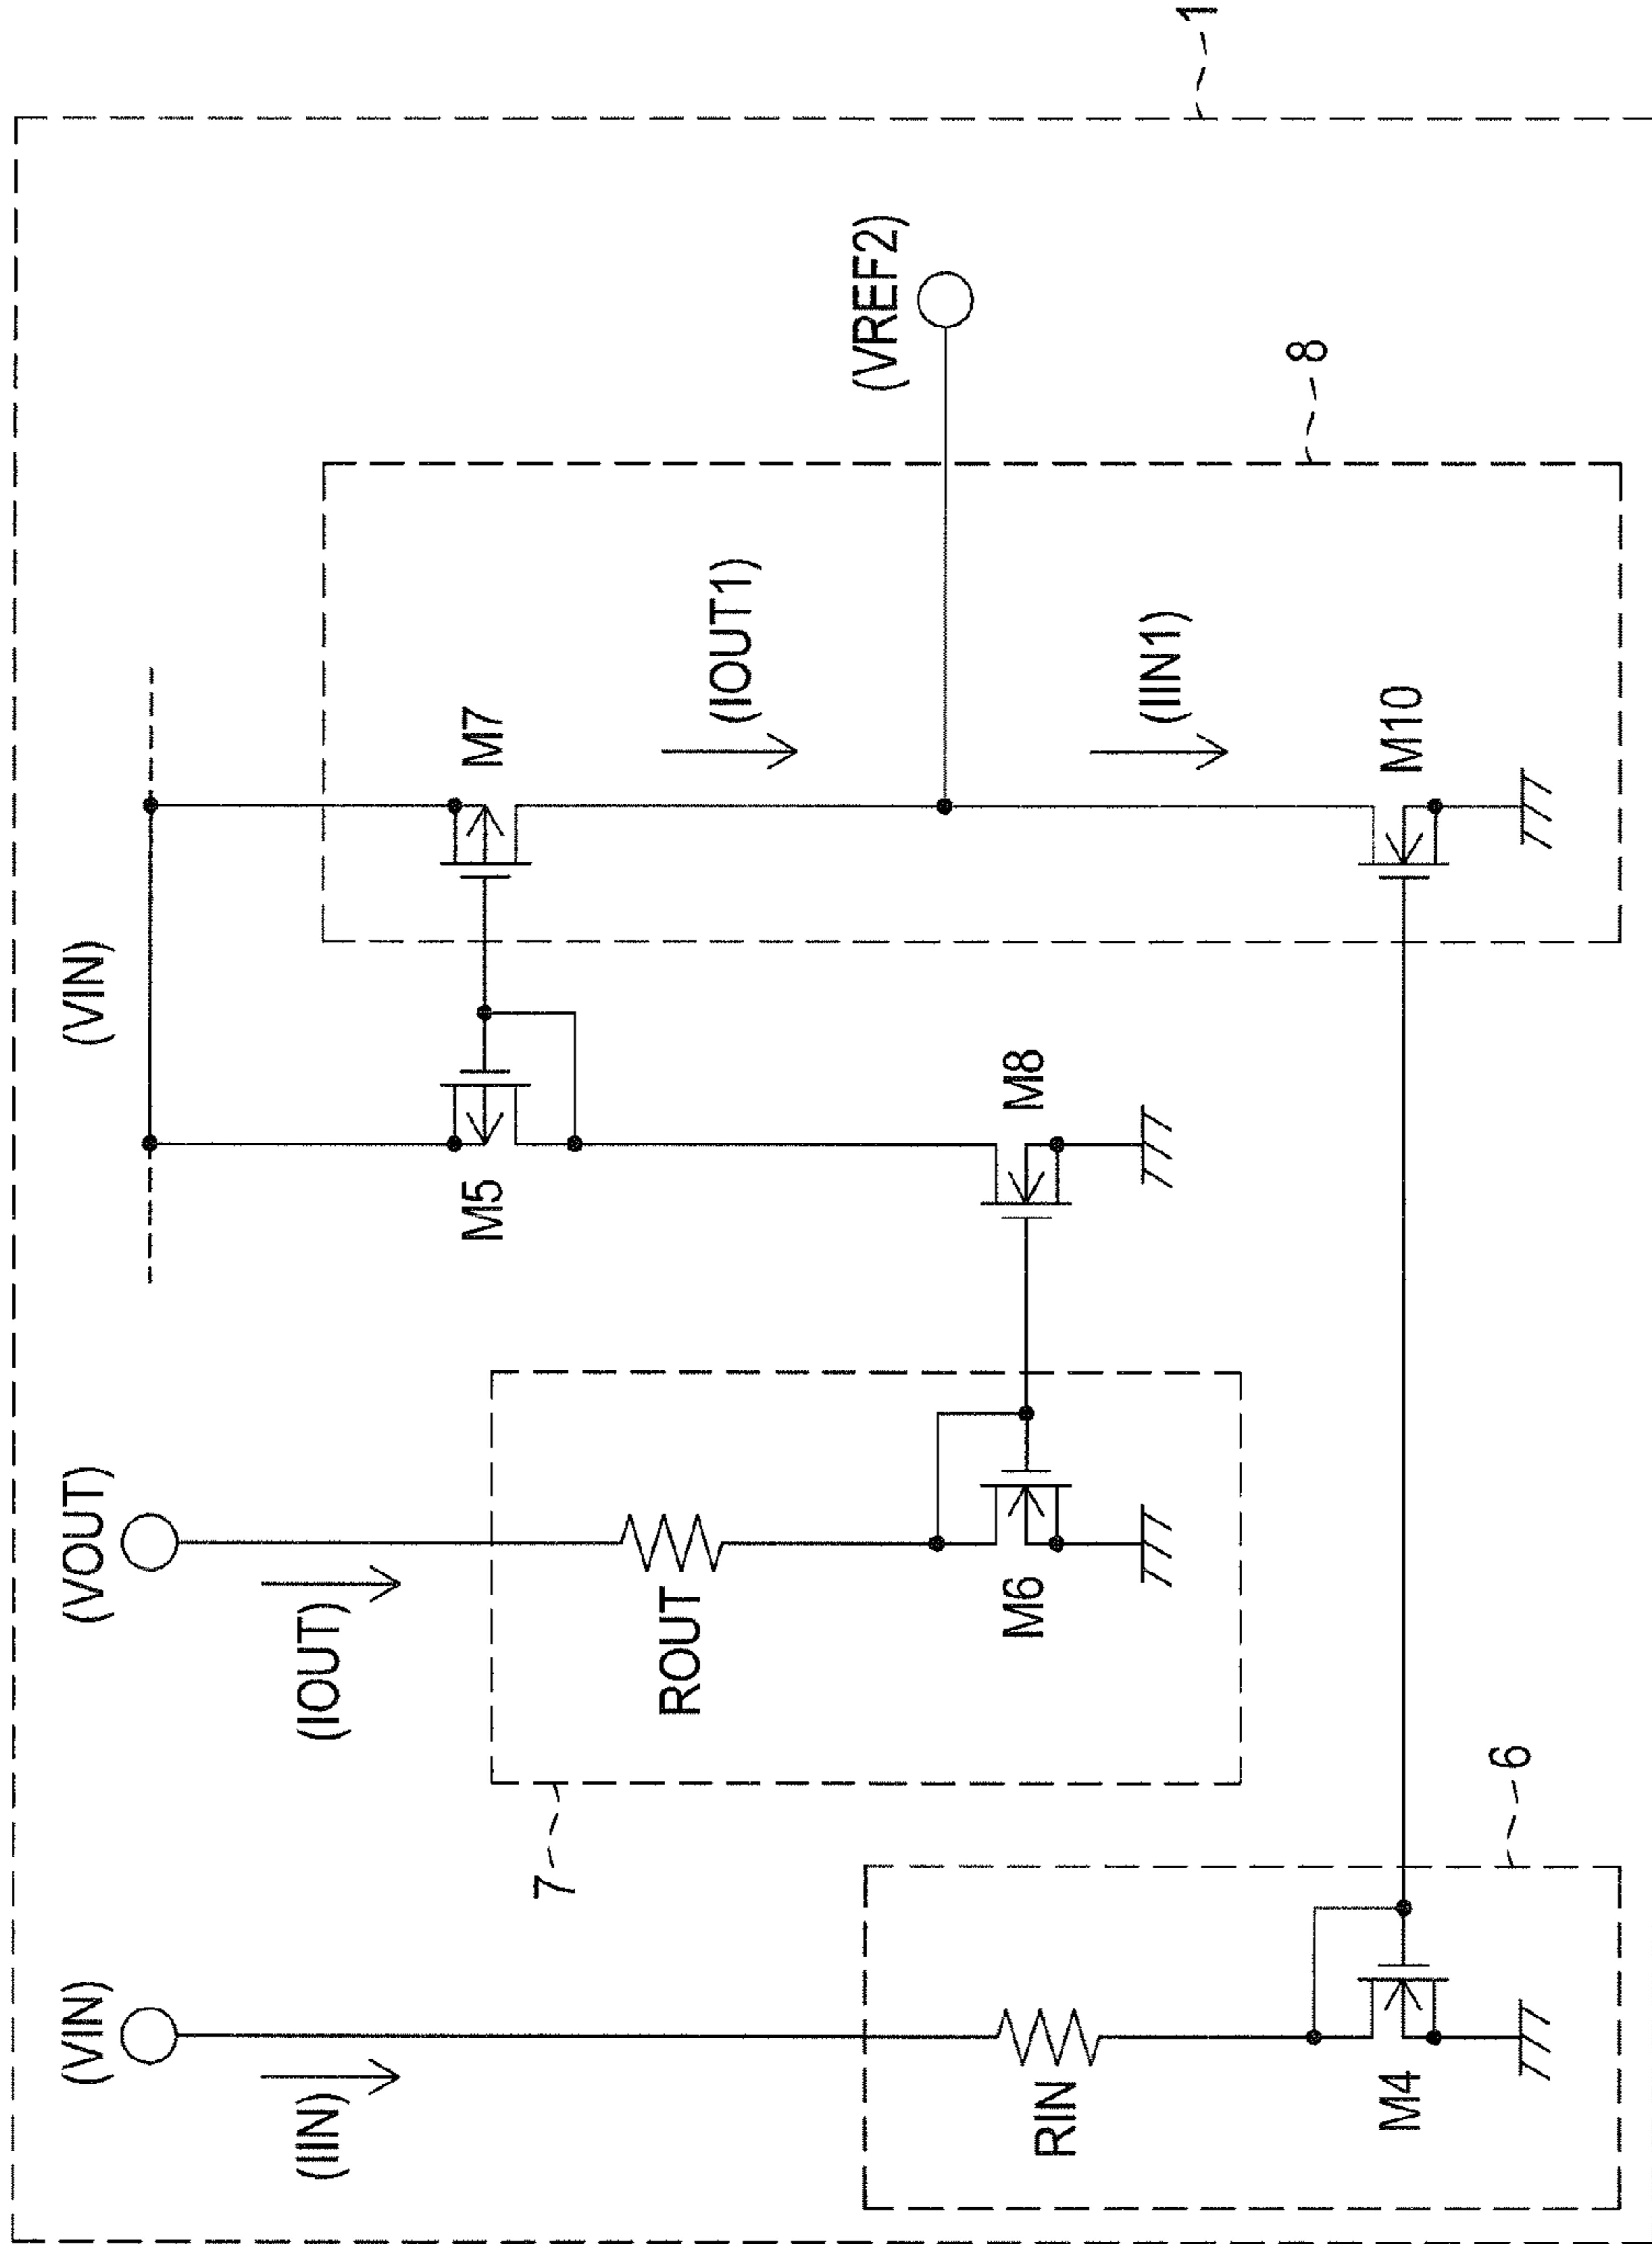 (VIN)
(IIN)
RIN
M4
6
(VOUT)
(IOUT)
7
ROUT
M6
(VIN)
M5
M8
M7
(IOUT1)
(IIN1)
M10
(VREF2)
8
1